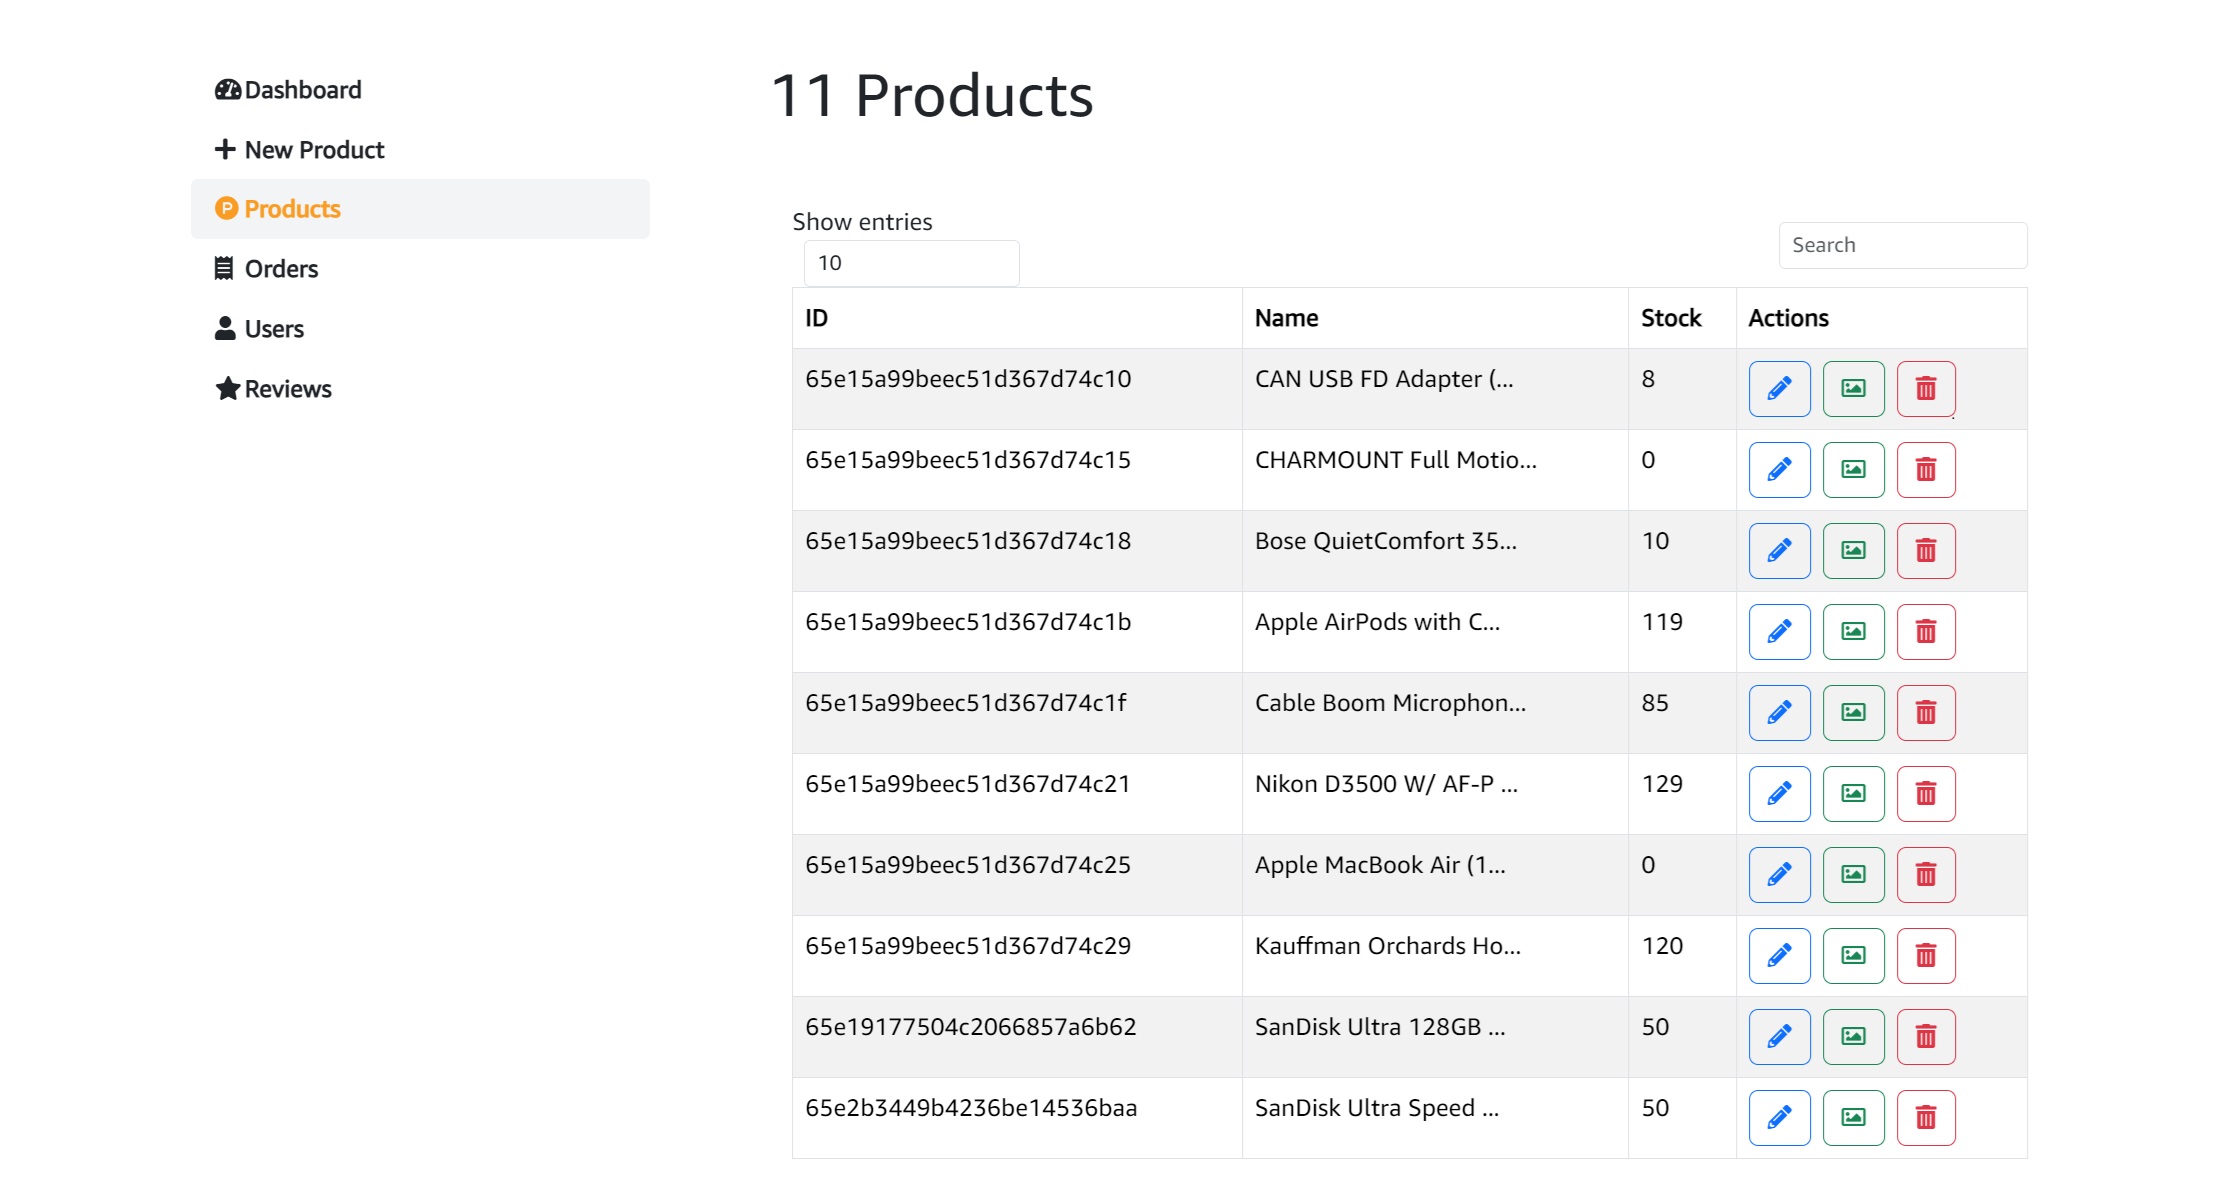 Dashboard
New Product
Products
Orders
Users
Reviews
11 Products
Show entries
10
Search
ID Name Stock Actions
65e15a99beec51d367d74c10 CAN USB FD Adapter (... 8
65e15a99beec51d367d74c15 CHARMOUNT Full Motio... 0
65e15a99beec51d367d74c18 Bose QuietComfort 35... 10
65e15a99beec51d367d74c1b Apple AirPods with C... 119
65e15a99beec51d367d74c1f Cable Boom Microphon... 85
65e15a99beec51d367d74c21 Nikon D3500 W/ AF-P ... 129
65e15a99beec51d367d74c25 Apple MacBook Air (1... 0
65e15a99beec51d367d74c29 Kauffman Orchards Ho... 120
65e19177504c2066857a6b62 SanDisk Ultra 128GB ... 50
65e2b3449b4236be14536baa SanDisk Ultra Speed ... 50